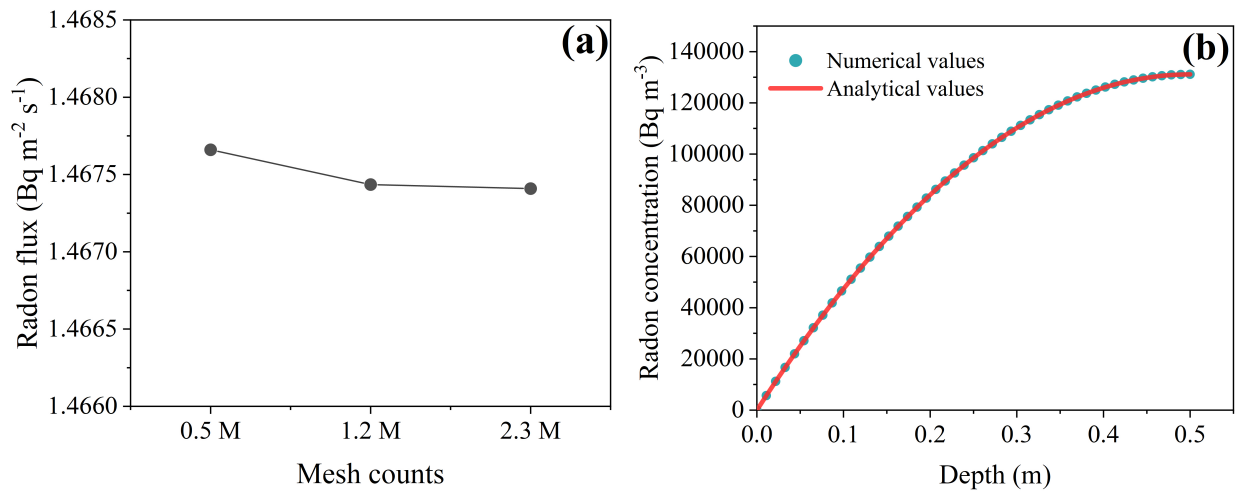 (a)
Radon flux (Bq m⁻² s⁻¹)
1.4685
1.4680
1.4675
1.4670
1.4665
1.4660
0.5 M
1.2 M
2.3 M
Mesh counts
(b)
Numerical values
Analytical values
Radon concentration (Bq m⁻³)
140000
120000
100000
80000
60000
40000
20000
0
0.0
0.1
0.2
0.3
0.4
0.5
Depth (m)